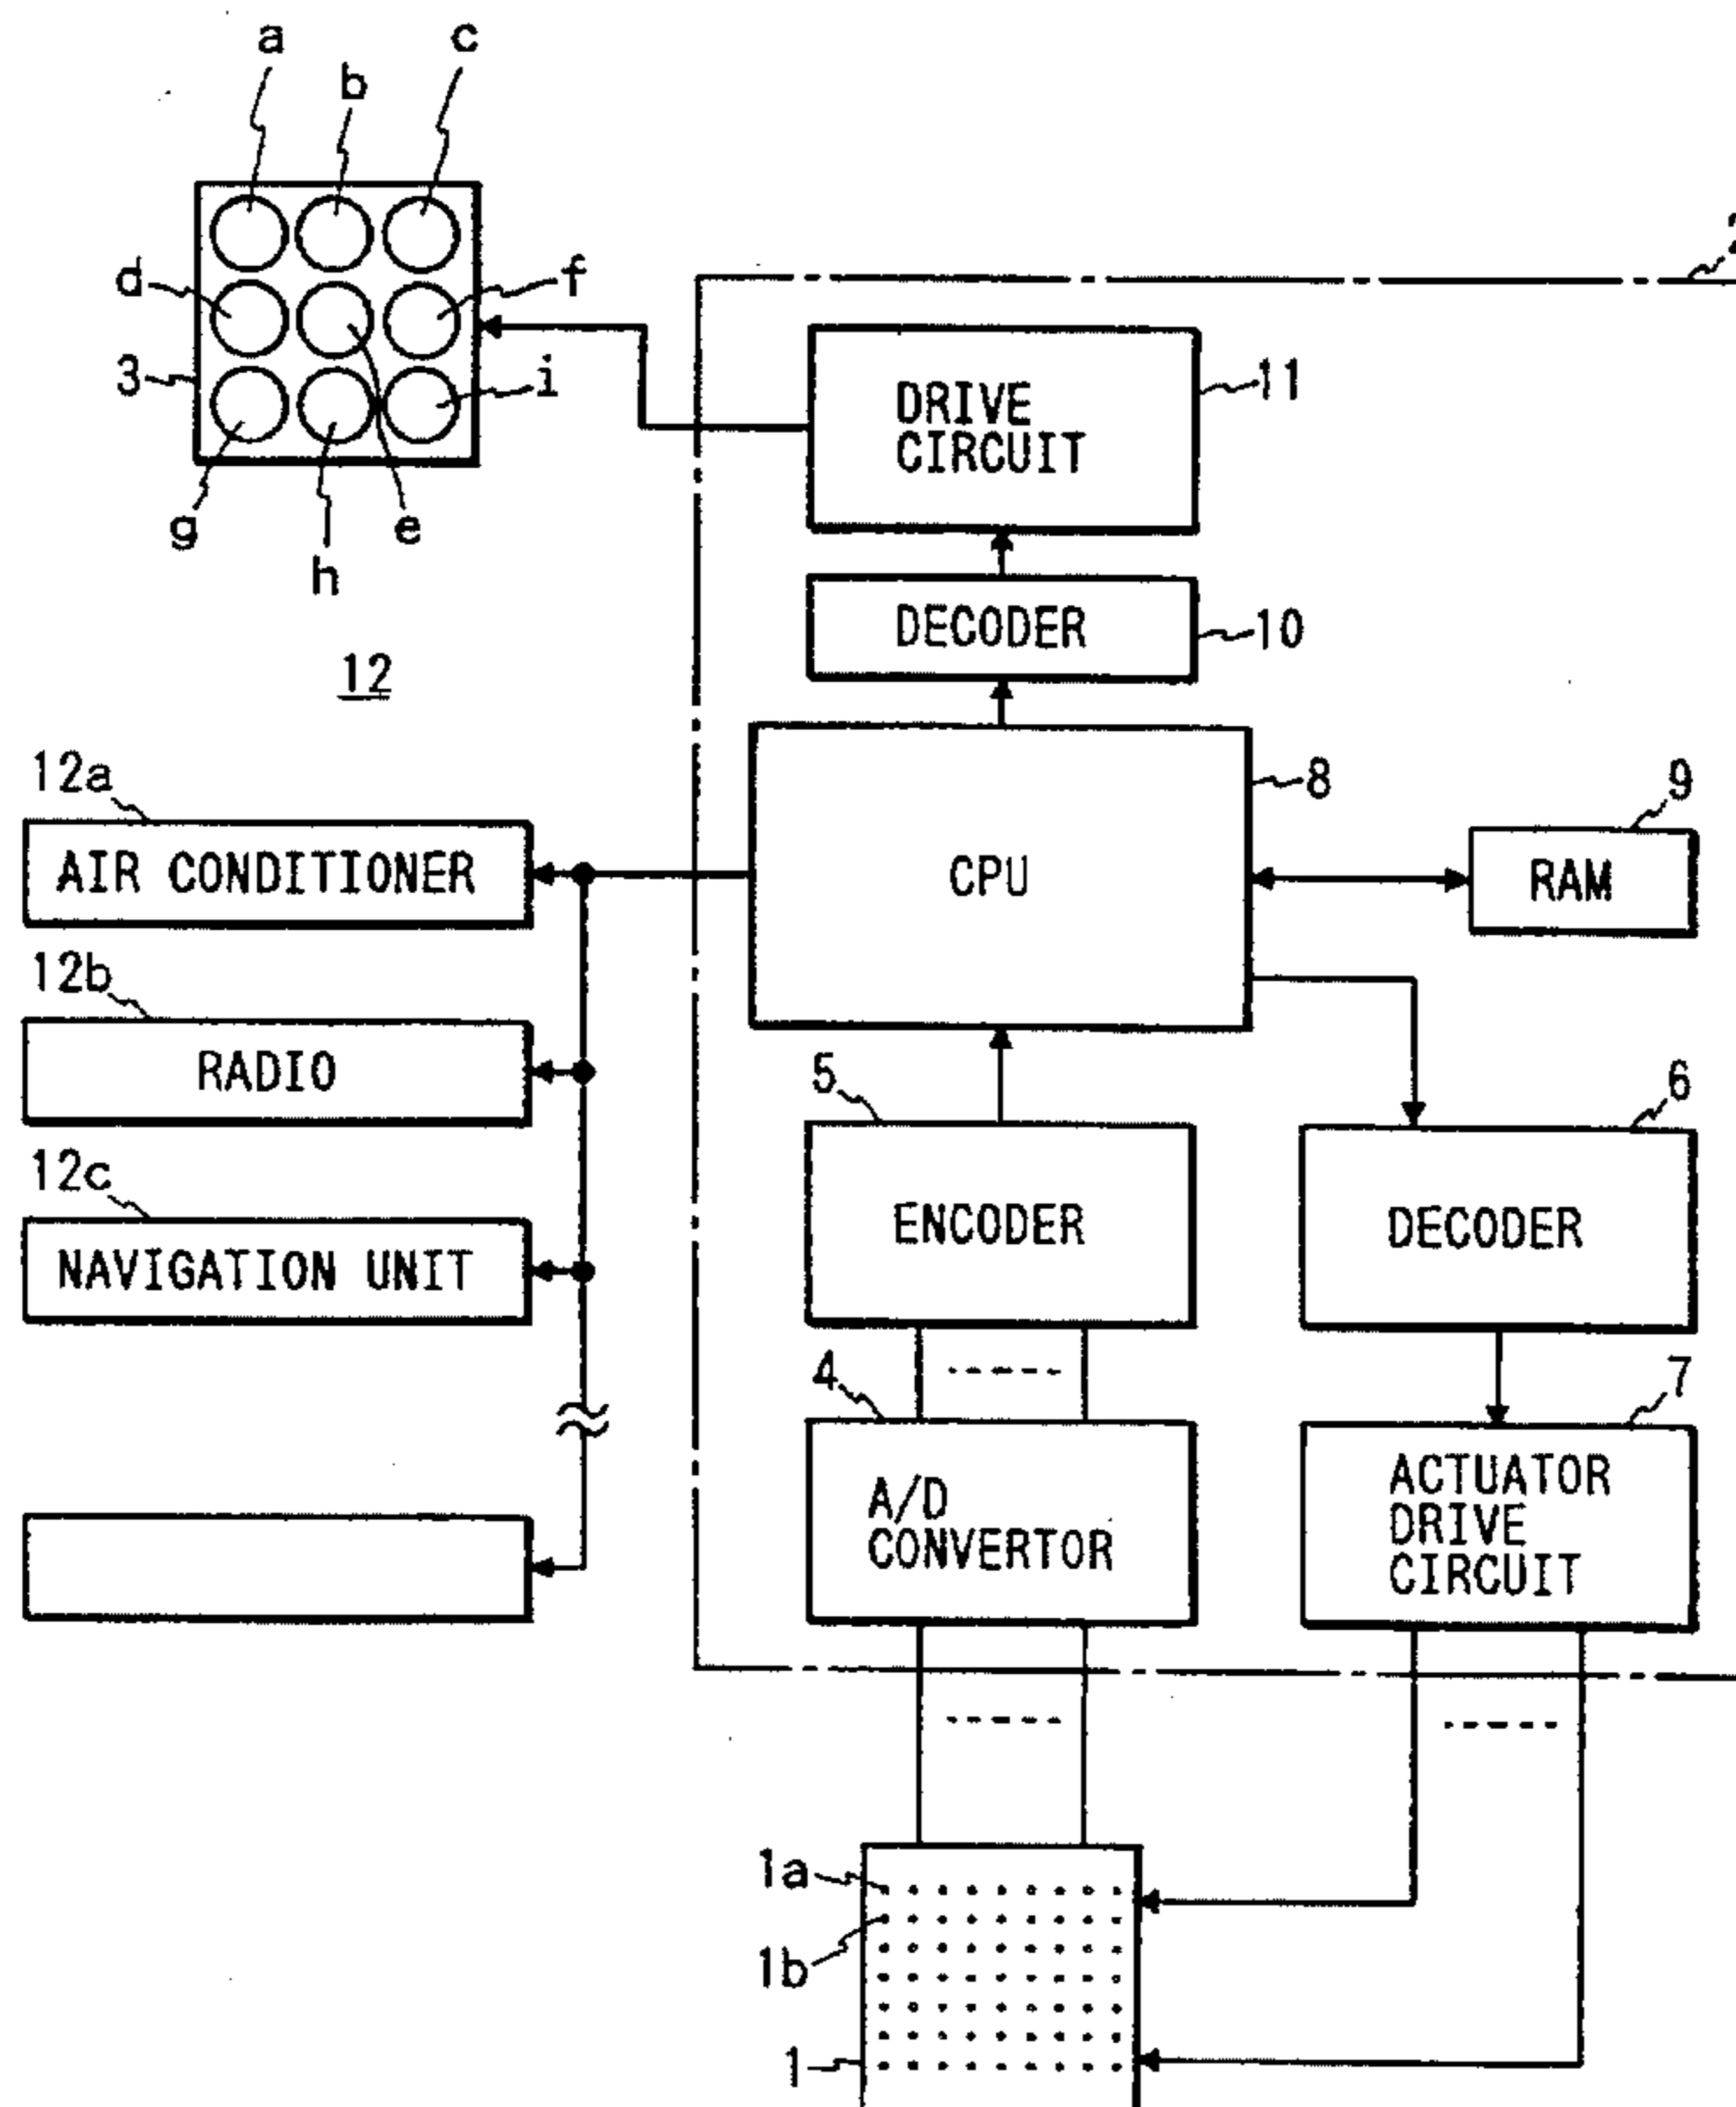 a
b
c
d
f
3
i
g
h
e
2
DRIVE
CIRCUIT
11
DECODER
10
12
CPU
8
9
RAM
12a
AIR CONDITIONER
12b
RADIO
12c
NAVIGATION UNIT
5
ENCODER
6
DECODER
4
A/D
CONVERTOR
7
ACTUATOR
DRIVE
CIRCUIT
1a
1b
1